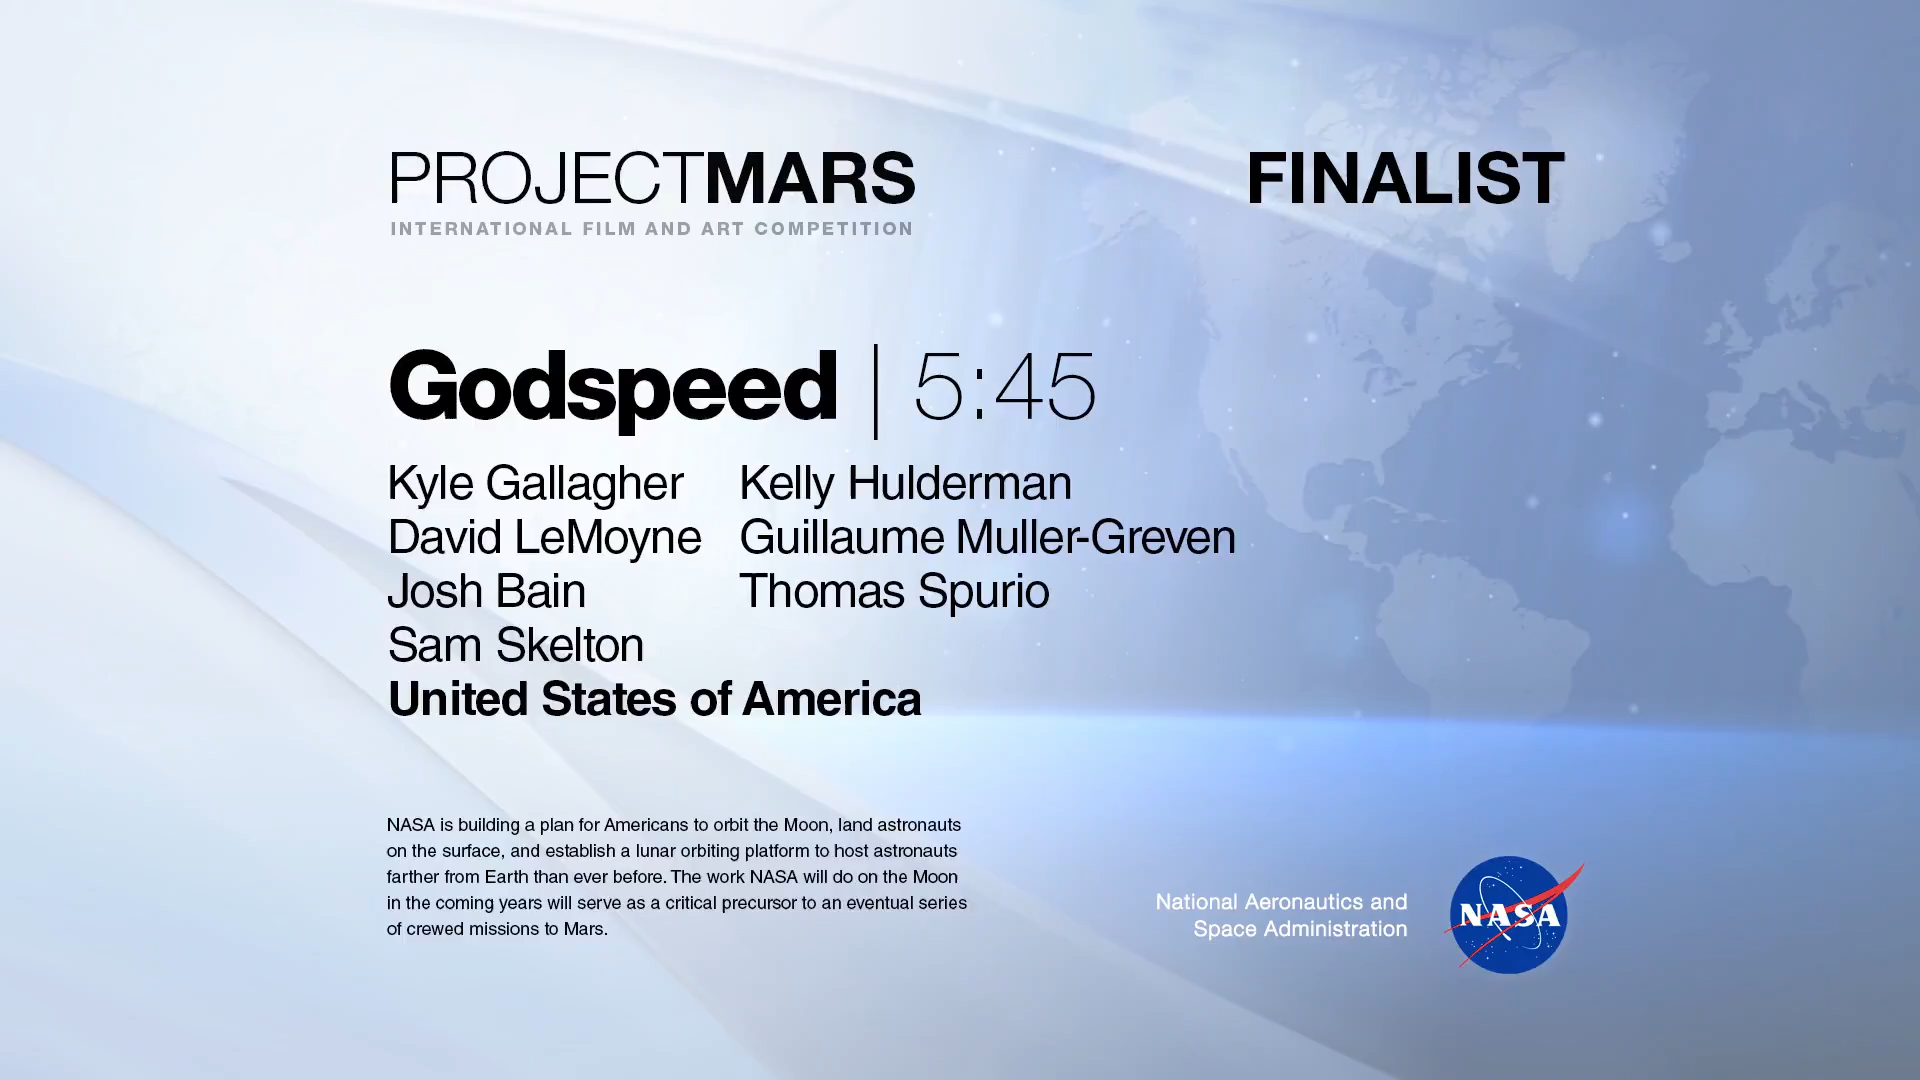 PROJECTMARS
INTERNATIONAL FILM AND ART COMPETITION
FINALIST
Godspeed | 5:45
Kyle Gallagher
David LeMoyne
Josh Bain
Sam Skelton
Kelly Hulderman
Guillaume Muller-Greven
Thomas Spurio
United States of America
NASA is building a plan for Americans to orbit the Moon, land astronauts
on the surface, and establish a lunar orbiting platform to host astronauts
farther from Earth than ever before. The work NASA will do on the Moon
in the coming years will serve as a critical precursor to an eventual series
of crewed missions to Mars.
National Aeronautics and
Space Administration
NASA